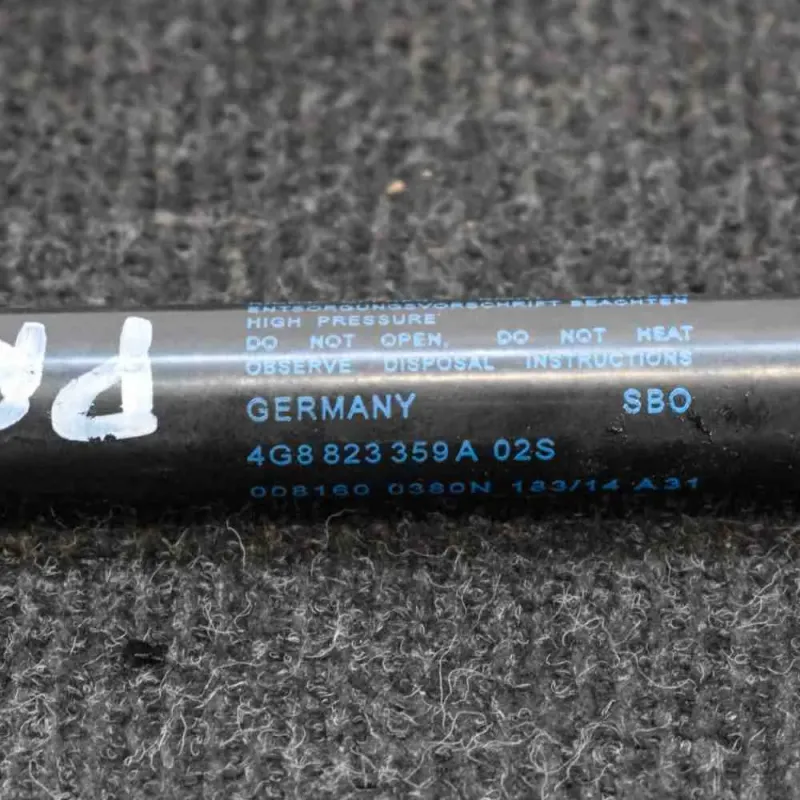 ENTSORGUNGSVORSCHRIFT BEACHTEN
HIGH PRESSURE
DO NOT OPEN, DO NOT HEAT
OBSERVE DISPOSAL INSTRUCTIONS
GERMANY SBO
4G8 823 359 A 02S
008160 0380N 183/14 A31